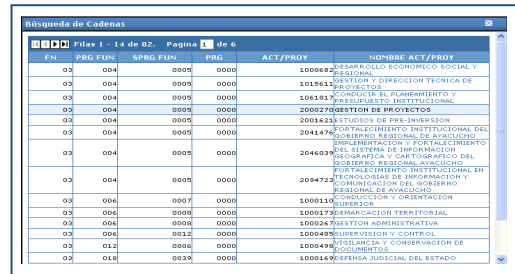 Búsqueda de Cadenas
Filas 1 - 14 de 82. Pagina 1 de 6
FN PRG FUN SPRG FUN PRG ACT/PROY NOMBRE ACT/PROY
03 004 0005 0000 1000682 DESARROLLO ECONOMICO SOCIAL Y
REGIONAL
03 004 0005 0000 1015611 GESTION Y DIRECCION TECNICA DE
PROYECTOS
03 004 0005 0000 1061817 CONDUCIR EL PLANEAMIENTO Y
PRESUPUESTO INSTITUCIONAL
03 004 0005 0000 2000270 GESTION DE PROYECTOS
03 004 0005 0000 2001621 ESTUDIOS DE PRE-INVERSION
03 004 0005 0000 2041476 FORTALECIMIENTO INSTITUCIONAL DEL
GOBIERNO REGIONAL DE AYACUCHO
03 004 0005 0000 2046039 IMPLEMENTACION Y FORTALECIMIENTO
DEL SISTEMA DE INFORMACION
GEOGRAFICA Y CARTOGRAFICO DEL
GOBIERNO REGIONAL AYACUCHO
03 004 0005 0000 2094723 FORTALECIMIENTO INSTITUCIONAL EN
TECNOLOGIAS DE INFORMACION Y
COMUNICACION DEL GOBIERNO
REGIONAL DE AYACUCHO
03 006 0007 0000 1000110 CONDUCCION Y ORIENTACION
SUPERIOR
03 006 0008 0000 1000173 DEMARCACION TERRITORIAL
03 006 0008 0000 1000267 GESTION ADMINISTRATIVA
03 006 0012 0000 1000485 SUPERVISION Y CONTROL
03 012 0006 0000 1000498 VIGILANCIA Y CONSERVACION DE
DOCUMENTOS
03 018 0039 0000 1000169 DEFENSA JUDICIAL DEL ESTADO